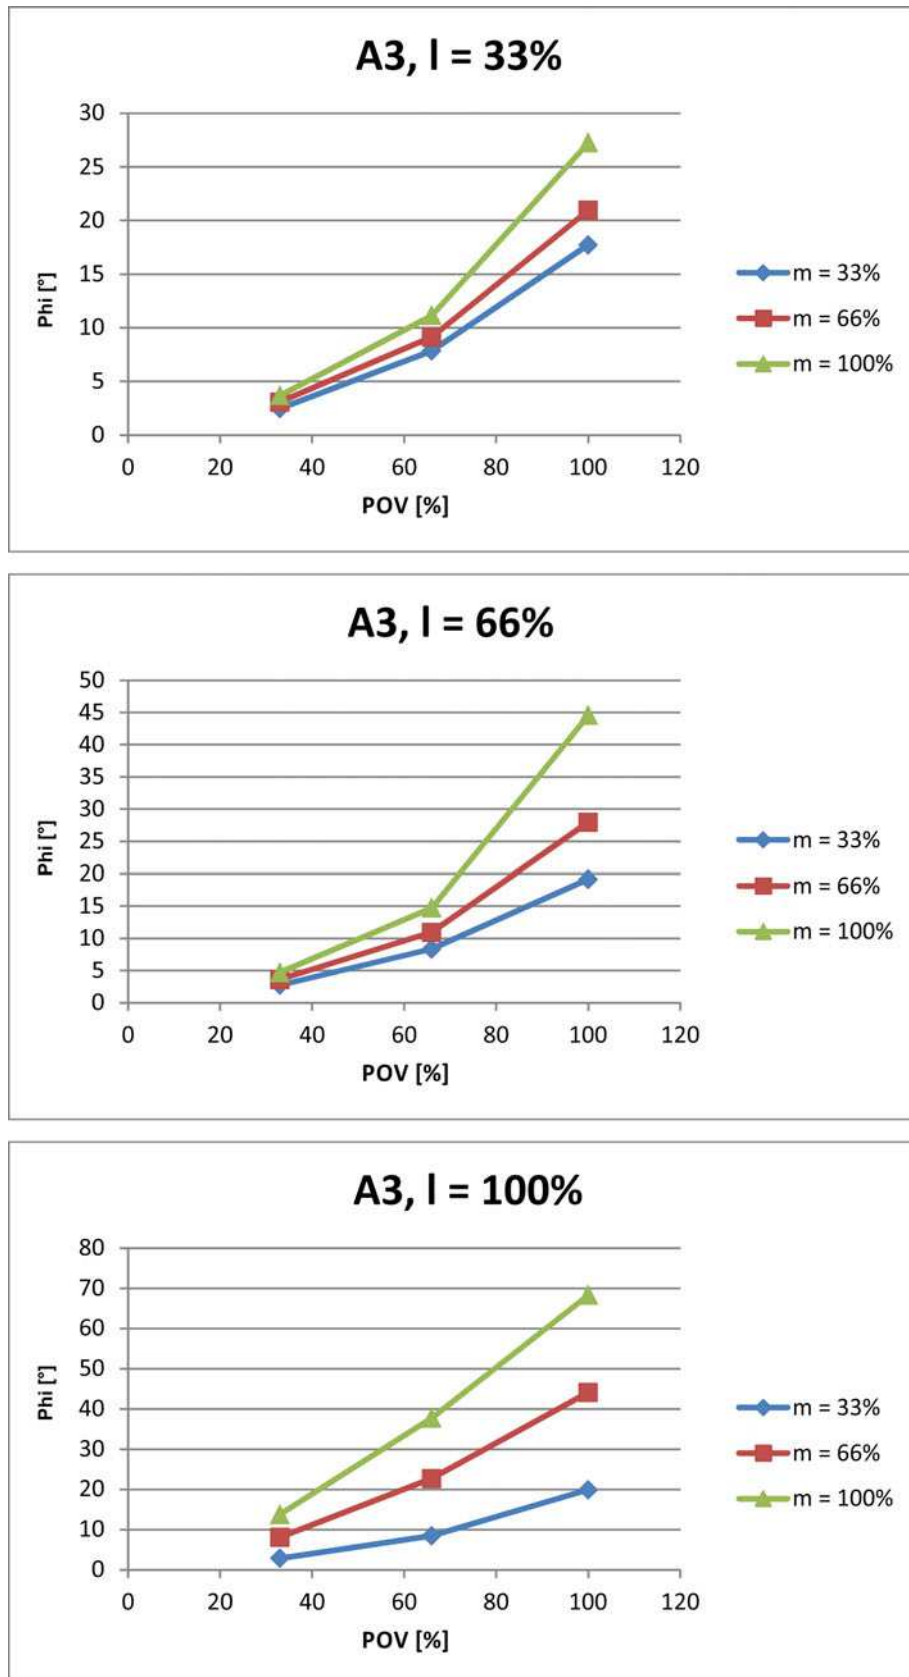 A3, l = 33%
30
25
20
15
10
5
0
Phi [°]
0 20 40 60 80 100 120
POV [%]
m = 33%
m = 66%
m = 100%
A3, l = 66%
50
45
40
35
30
25
20
15
10
5
0
Phi [°]
0 20 40 60 80 100 120
POV [%]
m = 33%
m = 66%
m = 100%
A3, l = 100%
80
70
60
50
40
30
20
10
0
Phi [°]
0 20 40 60 80 100 120
POV [%]
m = 33%
m = 66%
m = 100%